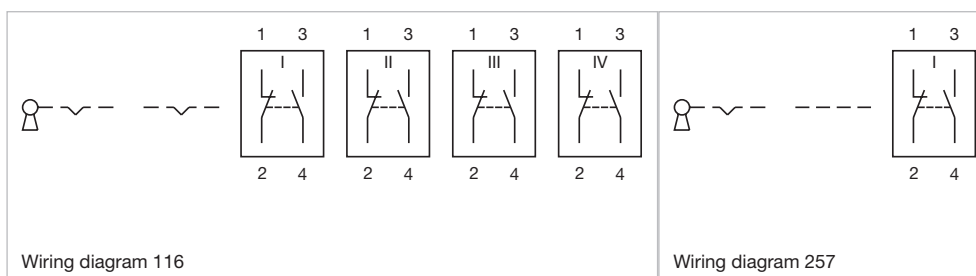 1 3 1 3 1 3 1 3 1 3
I II III IV I
2 4 2 4 2 4 2 4 2 4
Wiring diagram 116 Wiring diagram 257